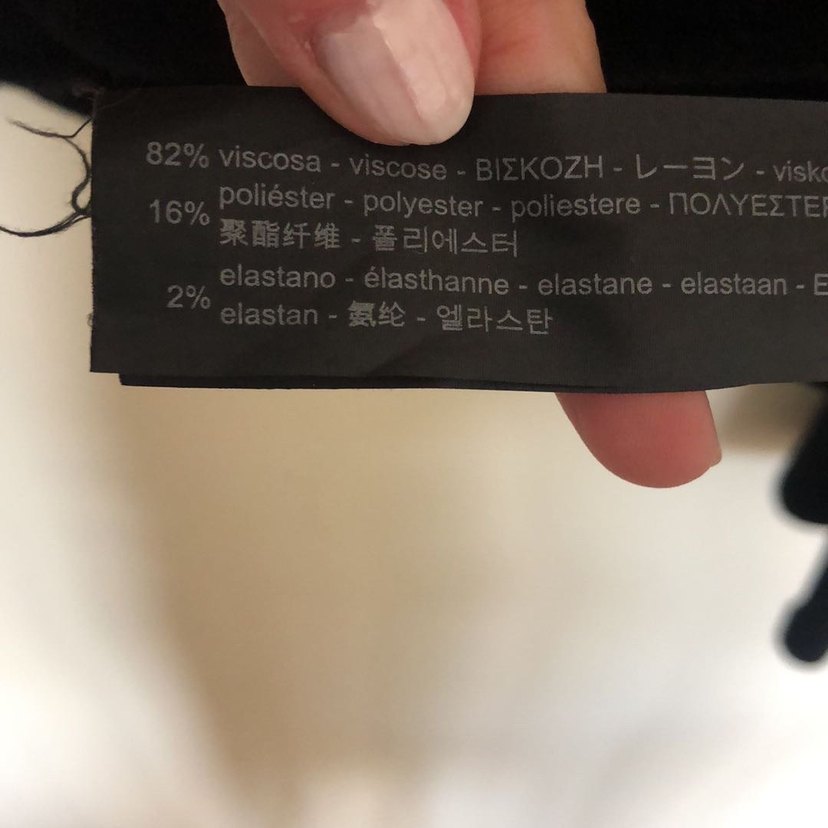 82% viscosa - viscose - ΒΙΣΚΟΖΗ - レーヨン -
16% poliéster - polyester - poliestere -
聚酯纤维 - 폴리에스터
2% elastano - élasthanne - elastane - elastaan -
elastan - 氨纶 - 엘라스탄